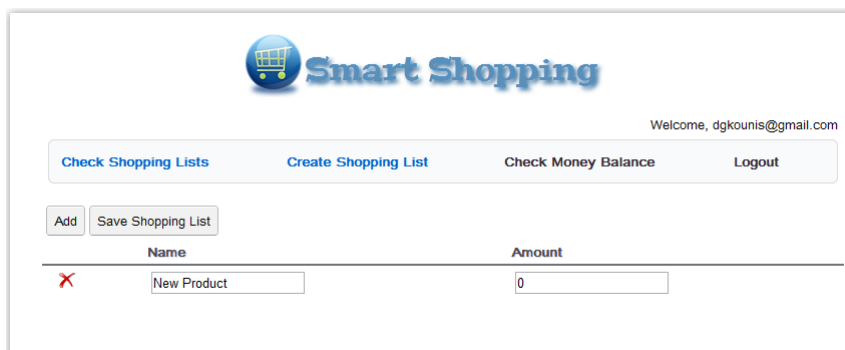 Smart Shopping
Welcome, dgkounis@gmail.com
Check Shopping Lists Create Shopping List Check Money Balance Logout
Add Save Shopping List
Name Amount
New Product 0